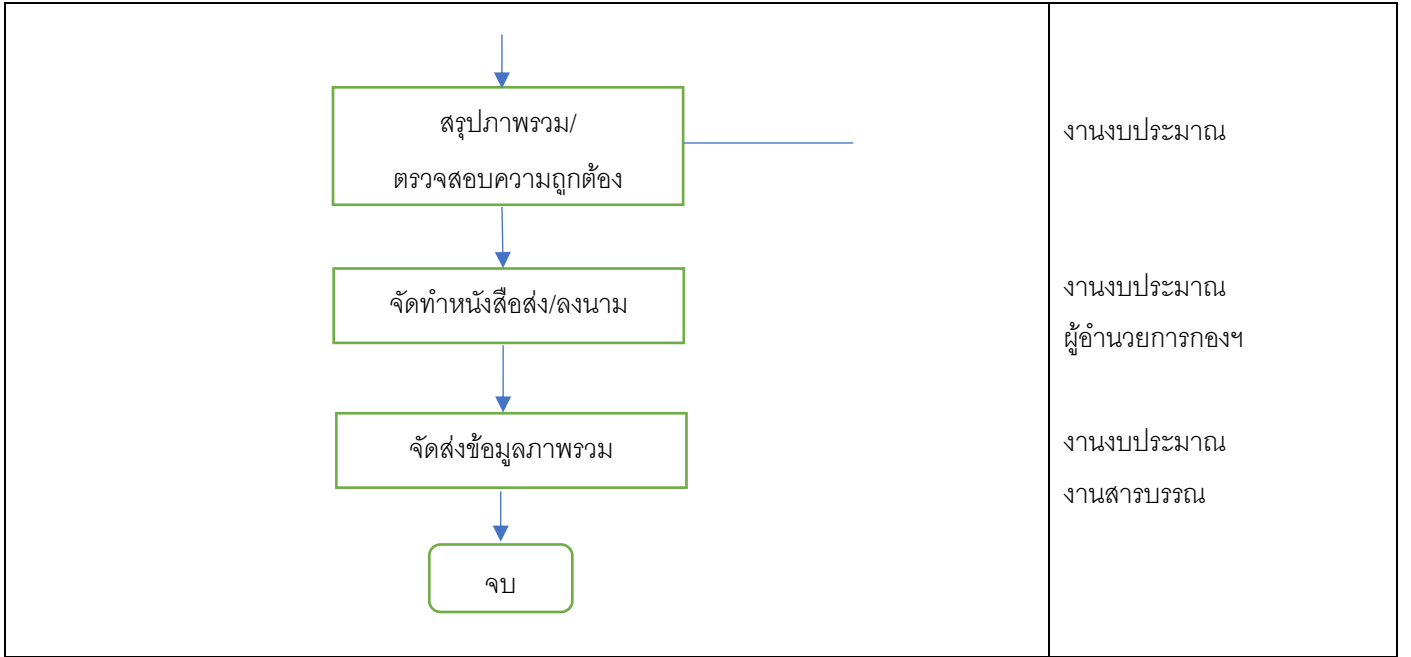 สรุปภาพรวม/
ตรวจสอบความถูกต้อง
งานงบประมาณ
จัดทำหนังสือส่ง/ลงนาม
งานงบประมาณ
ผู้อำนวยการกองฯ
จัดส่งข้อมูลภาพรวม
งานงบประมาณ
งานสารบรรณ
จบ